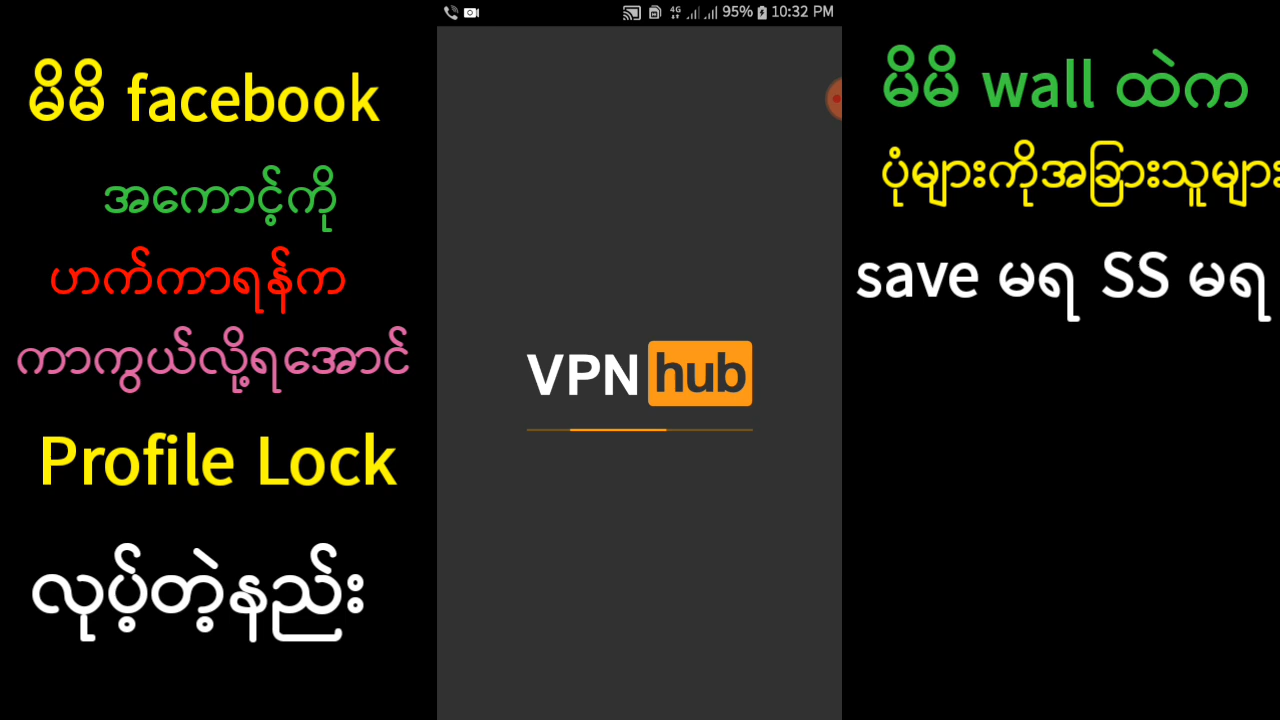 မိမိ facebook
အကောင့်ကို
ဟက်ကာရန်က
ကာကွယ်လို့ရအောင်
Profile Lock
လုပ့်တဲ့နည်း
4G 95% 10:32 PM
VPN hub
မိမိ wall ထဲက
ပုံများကိုအခြားသူများ
save မရ SS မရ